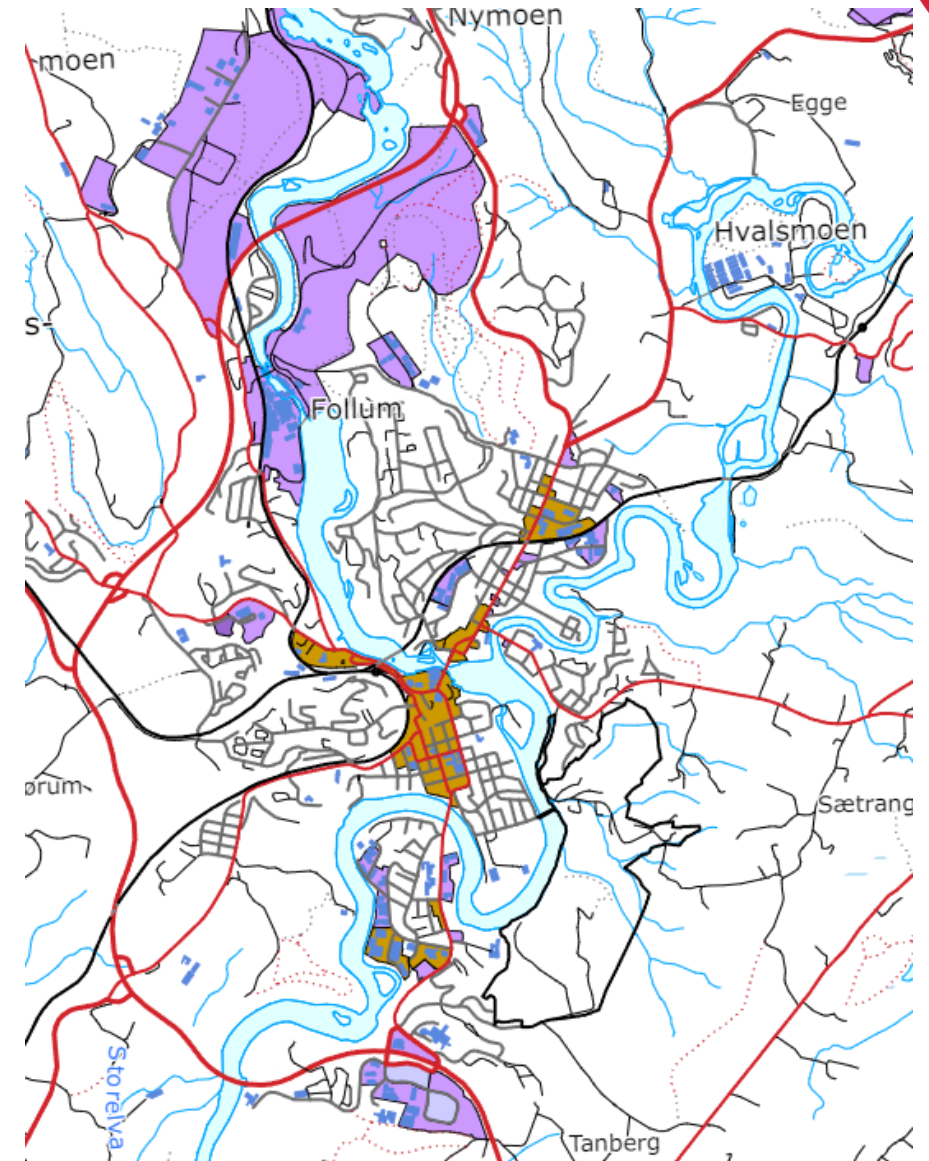 Nymoen
moen
Egge
Hvalsmoen
s-
Follum
ørum
Sætrang
Storelva
Tanberg